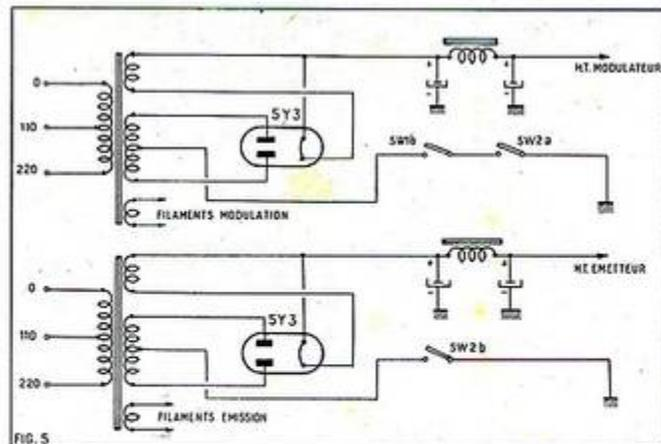 0
110
220
5Y3
H.T. MODULATEUR
SW1b
SW2a
FILAMENTS MODULATION
0
110
220
5Y3
H.T. EMETTEUR
SW2b
FILAMENTS EMISSION
FIG. 5